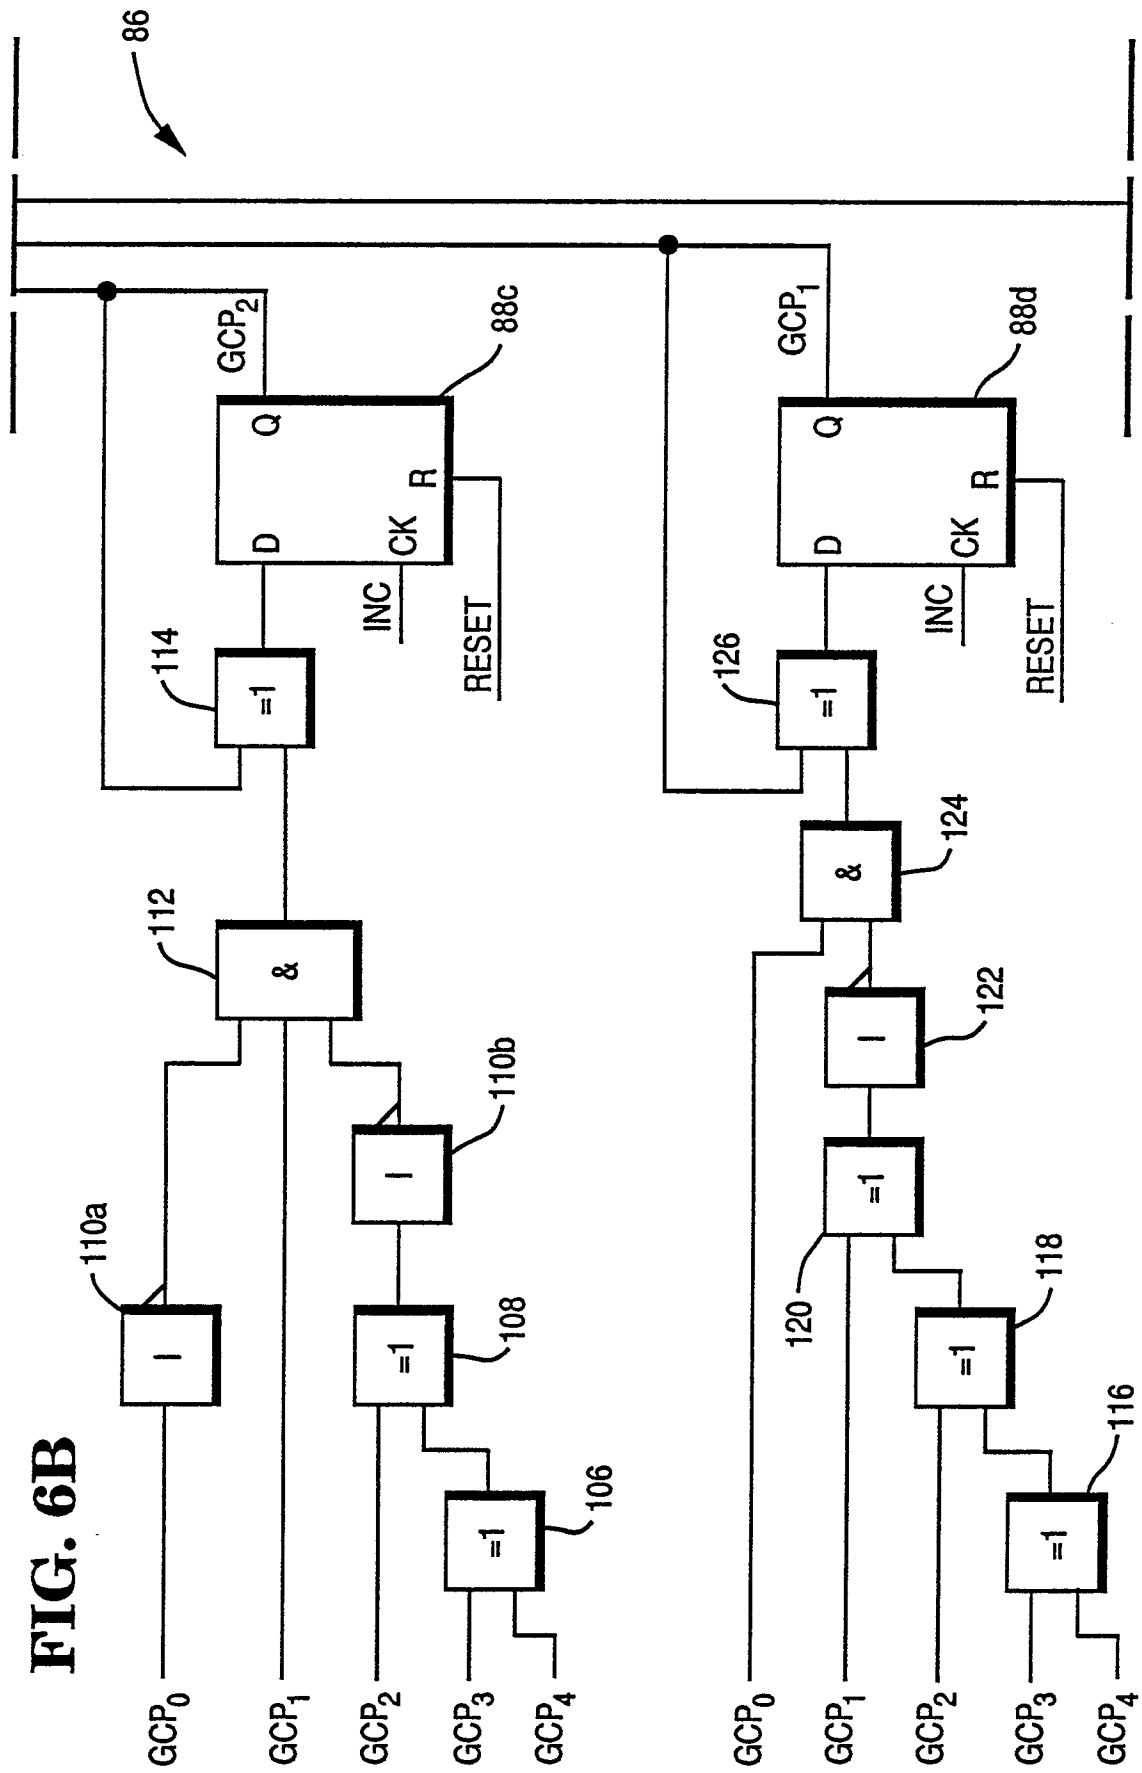 FIG. 6B
86
GCP2
88c
D
Q
CK
R
INC
RESET
114
=1
112
&
110a
I
110b
I
108
=1
106
=1
GCP0
GCP1
GCP2
GCP3
GCP4
GCP1
88d
D
Q
CK
R
INC
RESET
126
=1
124
&
122
I
120
=1
118
=1
116
=1
GCP0
GCP1
GCP2
GCP3
GCP4